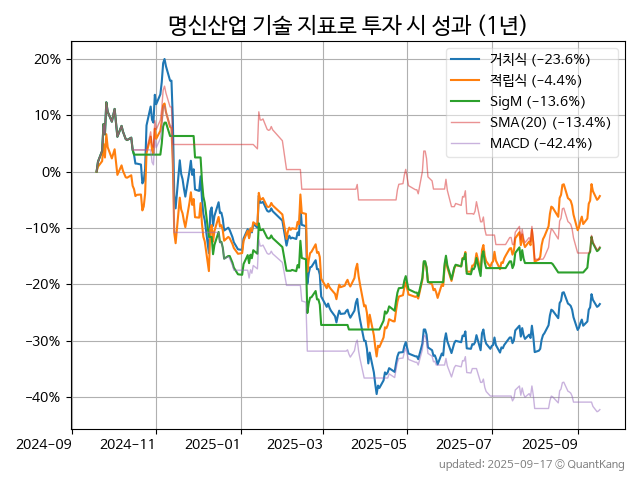 명신산업 기술 지표로 투자 시 성과 (1년)
거치식 (−23.6%)
적립식 (−4.4%)
SigM (−13.6%)
SMA(20) (−13.4%)
MACD (−42.4%)
20%
10%
0%
−10%
−20%
−30%
−40%
2024-09
2024-11
2025-01
2025-03
2025-05
2025-07
2025-09
updated: 2025-09-17 © QuantKang